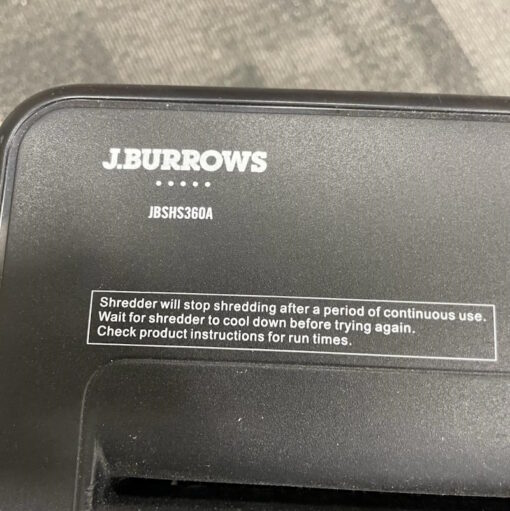 J.BURROWS
JBSHS360A
Shredder will stop shredding after a period of continuous use.
Wait for shredder to cool down before trying again.
Check product instructions for run times.